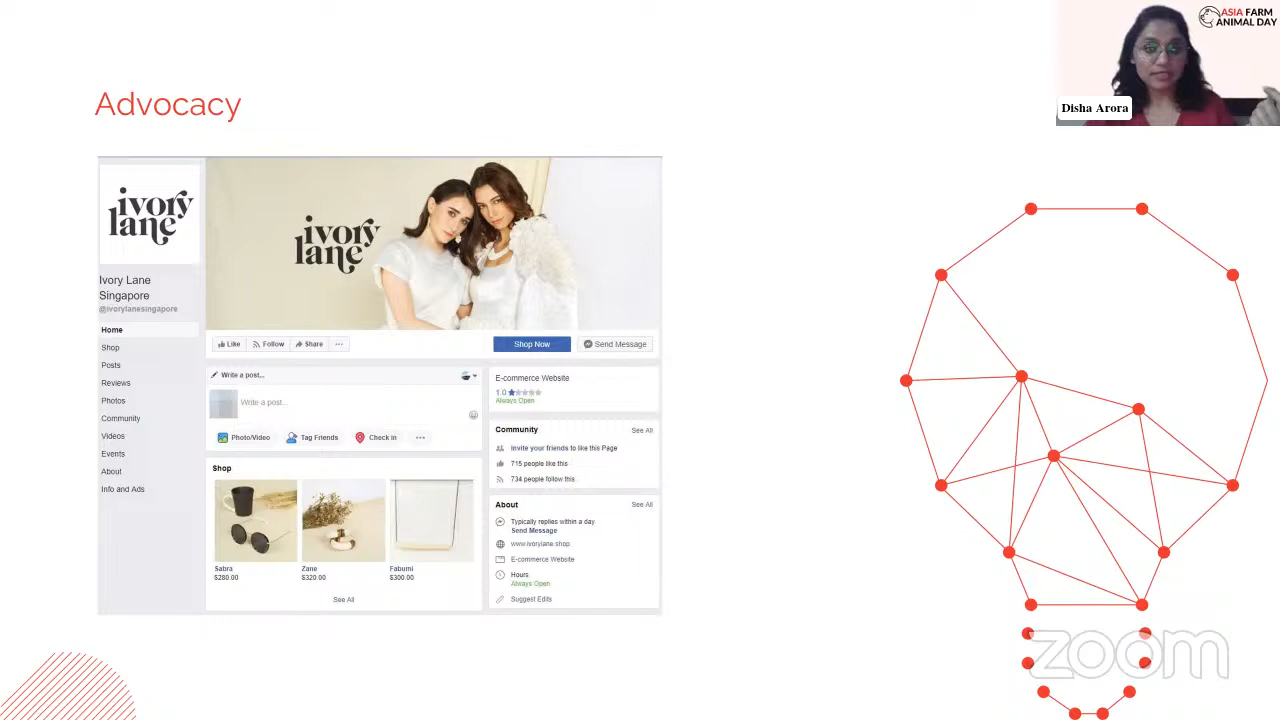 ASIA FARM
ANIMAL DAY
Disha Arora
Advocacy
ivory
lane
Ivory Lane
Singapore
@ivorylanesingapore
Home
Shop
Posts
Reviews
Photos
Community
Videos
Events
About
Info and Ads
ivory
lane
Like Follow Share ...
Shop Now Send Message
Write a post...
Write a post...
Photo/Video Tag Friends Check in ...
Shop
Sabra Zane Fabumi
$280.00 $320.00 $300.00
See All
E-commerce Website
1.0
Always Open
Community See All
Invite your friends to like this Page
715 people like this
734 people follow this
About See All
Typically replies within a day
Send Message
www.ivorylane.shop
E-commerce Website
Hours
Always Open
Suggest Edits
zoom